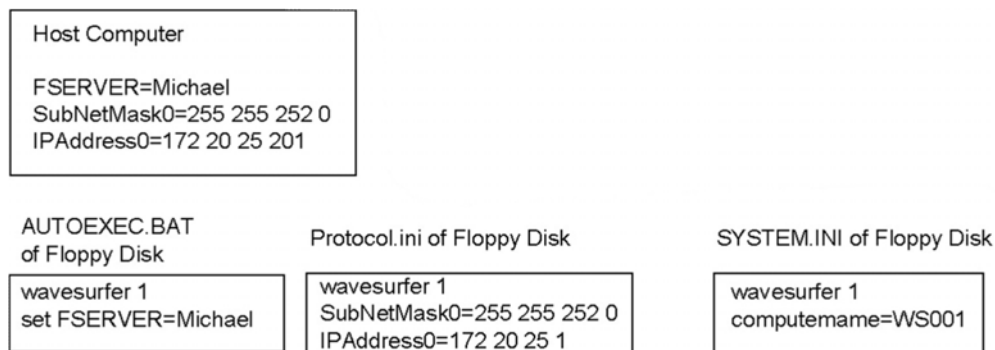 Host Computer
FSERVER=Michael
SubNetMask0=255 255 252 0
IPAddress0=172 20 25 201
AUTOEXEC.BAT
of Floppy Disk
wavesurfer 1
set FSERVER=Michael
Protocol.ini of Floppy Disk
wavesurfer 1
SubNetMask0=255 255 252 0
IPAddress0=172 20 25 1
SYSTEM.INI of Floppy Disk
wavesurfer 1
computemame=WS001